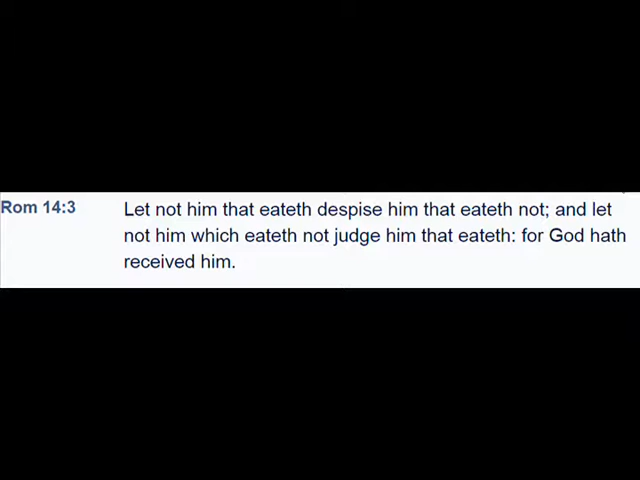 Rom 14:3 Let not him that eateth despise him that eateth not; and let
not him which eateth not judge him that eateth: for God hath
received him.